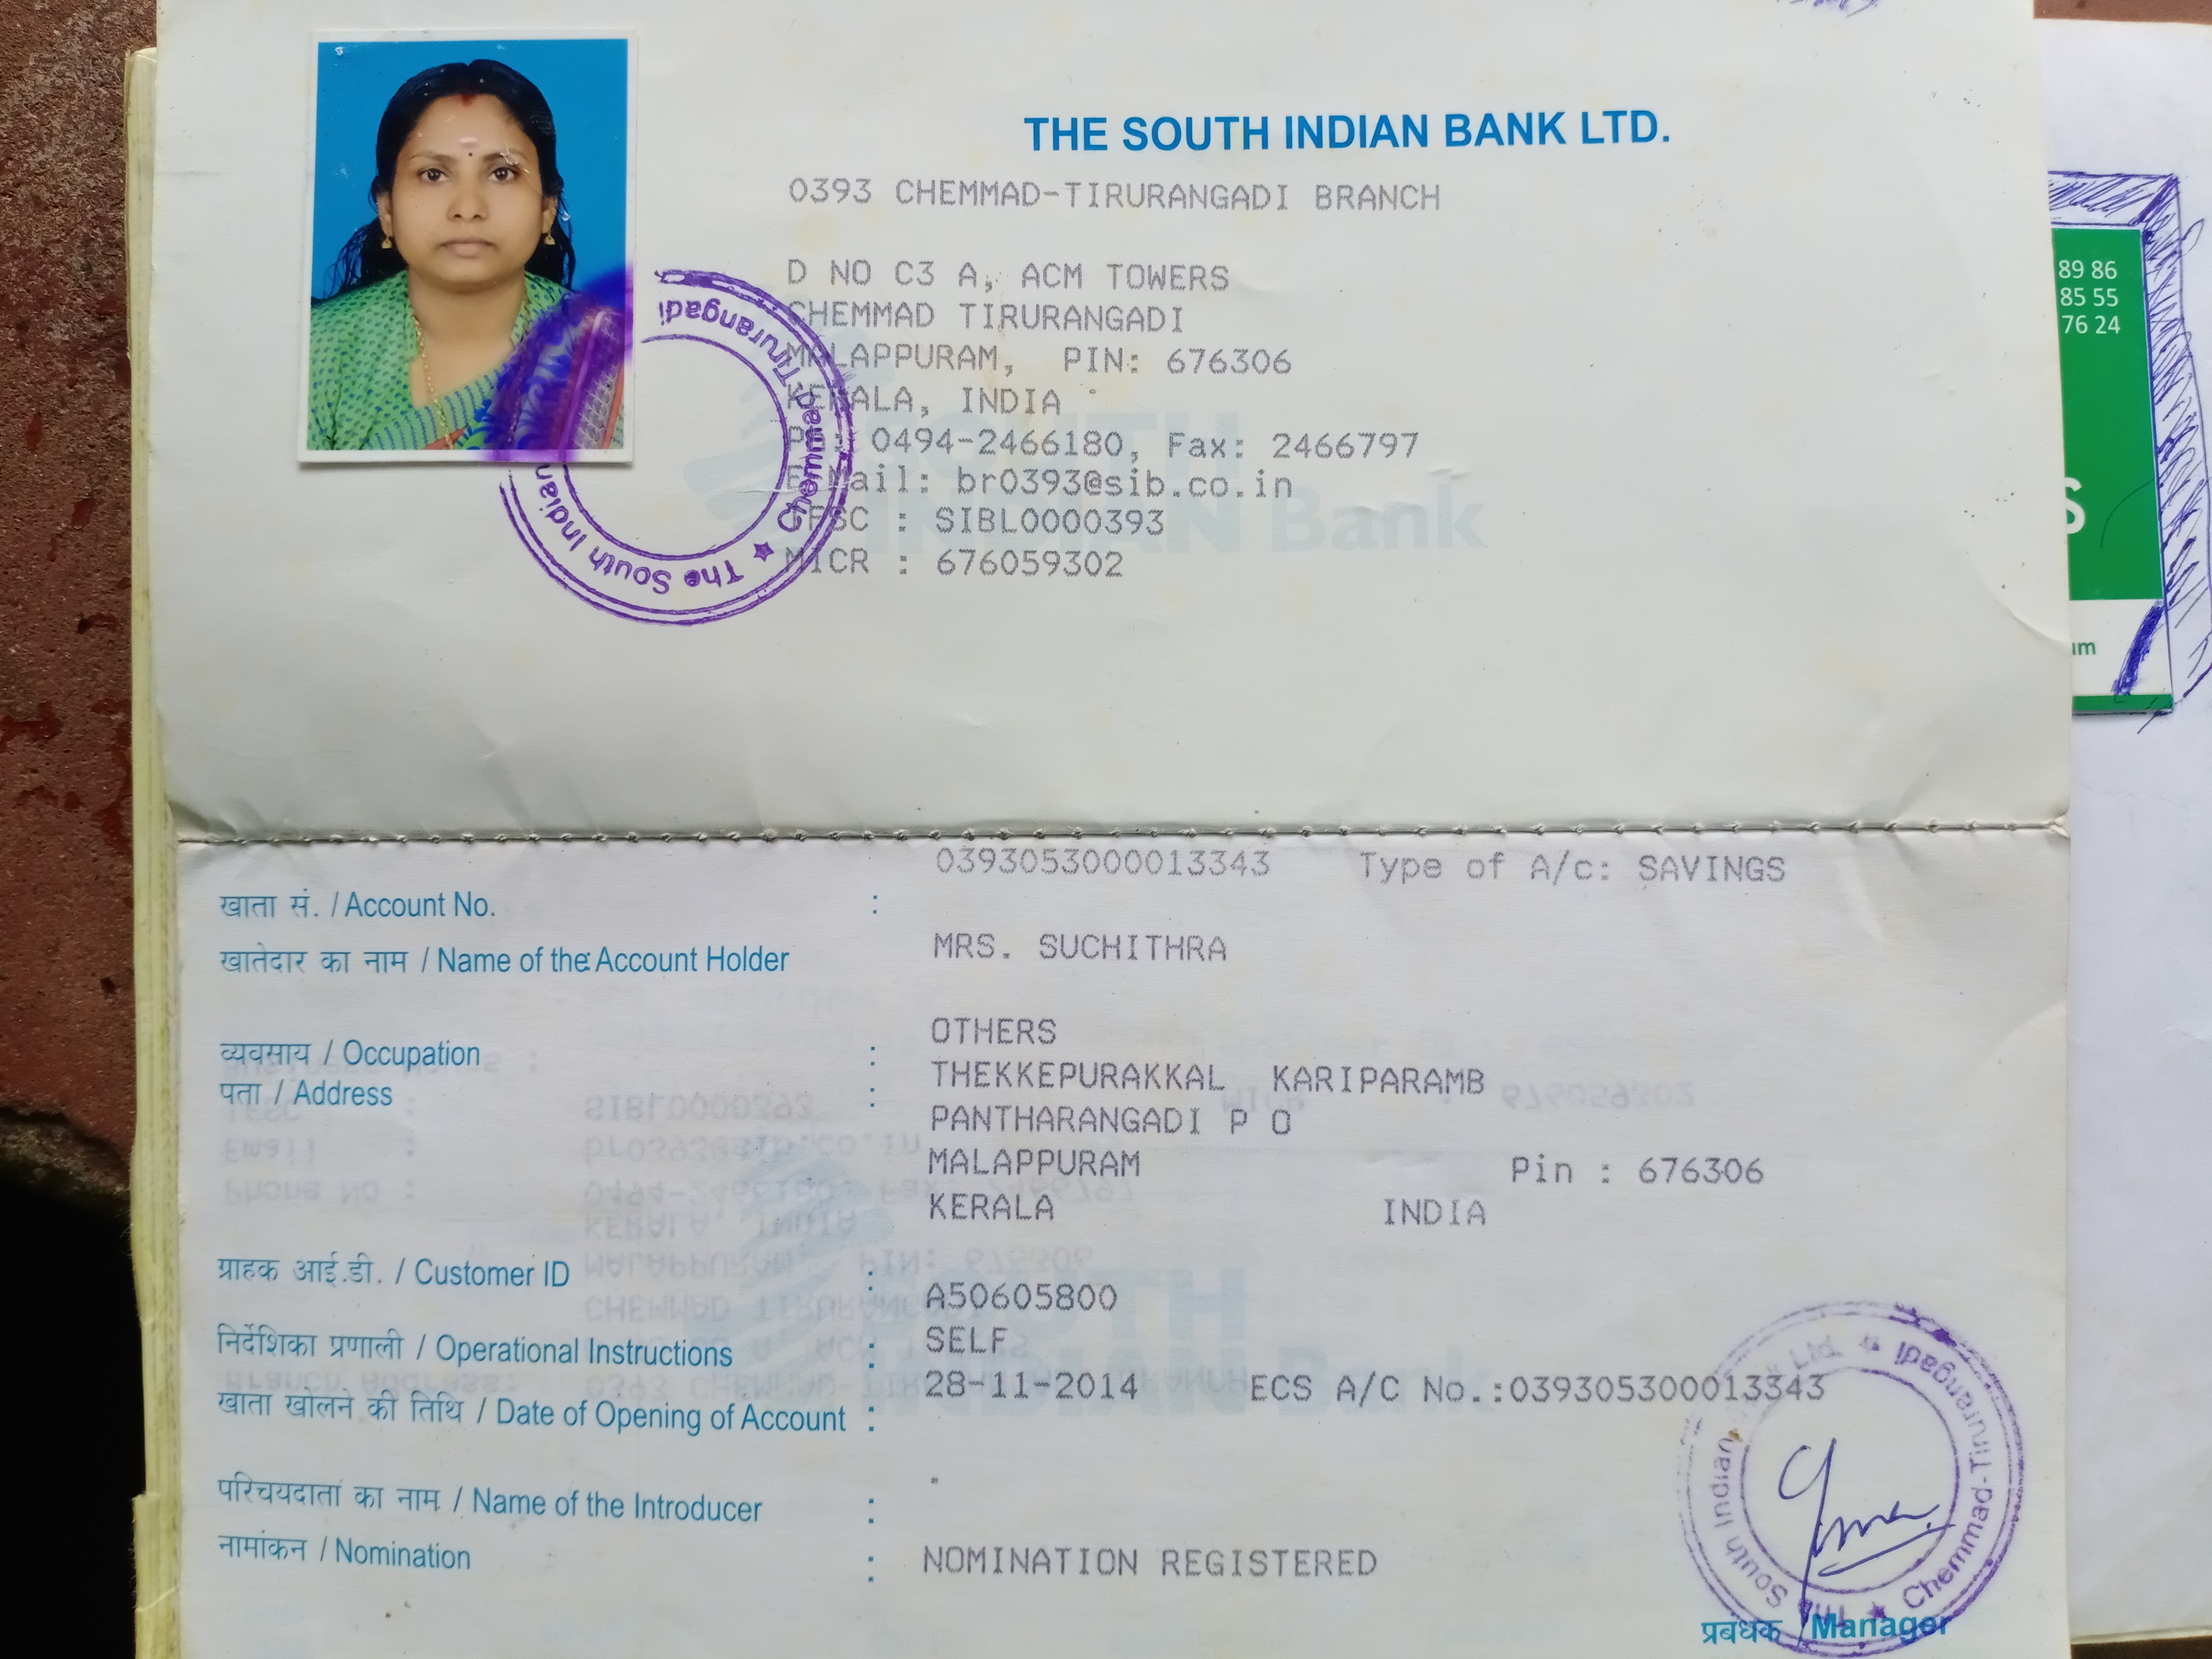 THE SOUTH INDIAN BANK LTD.
0393 CHEMMAD-TIRURANGADI BRANCH
D NO C3 A, ACM TOWERS
CHEMMAD TIRURANGADI
MALAPPURAM, PIN: 676306
KERALA, INDIA
PH: 0494-2466180, Fax: 2466797
E-Mail: br0393@sib.co.in
IFSC : SIBL0000393
MICR : 676059302
SOUTH
INDIAN Bank
The South Indian
Chemmad-Tirurangadi
89 86
85 55
76 24
S
um
0393053000013343 Type of A/c: SAVINGS
खाता सं. / Account No. :
खातेदार का नाम / Name of the Account Holder : MRS. SUCHITHRA
व्यवसाय / Occupation : OTHERS
पता / Address : THEKKEPURAKKAL KARIPARAMB
PANTHARANGADI P O
MALAPPURAM Pin : 676306
KERALA INDIA
ग्राहक आई.डी. / Customer ID : A50605800
निर्देशिका प्रणाली / Operational Instructions : SELF
खाता खोलने की तिथि / Date of Opening of Account : 28-11-2014 ECS A/C No.:039305300013343
परिचयदाता का नाम / Name of the Introducer :
नामांकन / Nomination : NOMINATION REGISTERED
The South Indian Ltd.
Chemmad-Tirurangadi
प्रबंधक / Manager